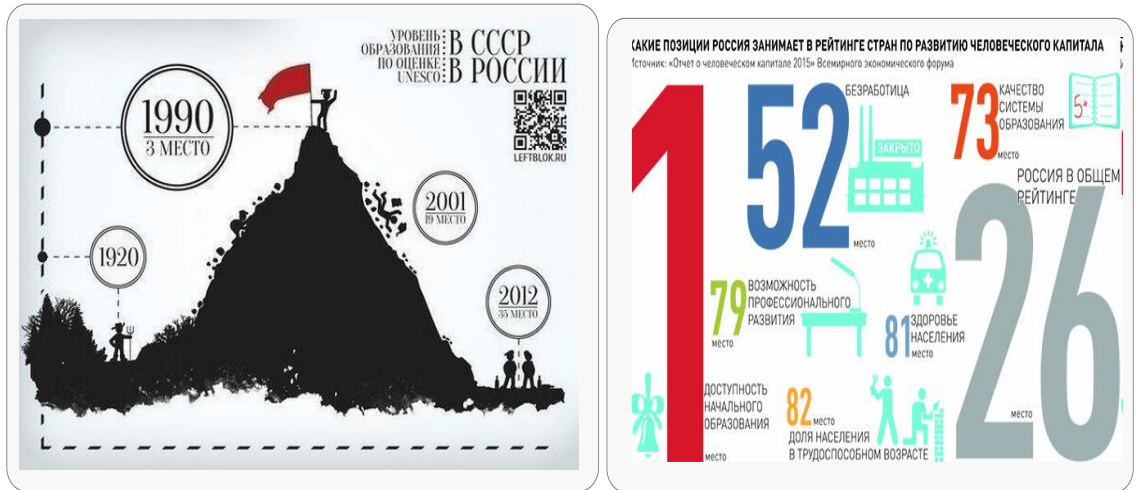 УРОВЕНЬ
ОБРАЗОВАНИЯ
ПО ОЦЕНКЕ
UNESCO
В СССР
В РОССИИ
LEFTBLOK.RU
1990
3 МЕСТО
2001
19 МЕСТО
1920
2012
35 МЕСТО
КАКИЕ ПОЗИЦИИ РОССИЯ ЗАНИМАЕТ В РЕЙТИНГЕ СТРАН ПО РАЗВИТИЮ ЧЕЛОВЕЧЕСКОГО КАПИТАЛА
Источник: «Отчет о человеческом капитале 2015» Всемирного экономического форума
1
место
ДОСТУПНОСТЬ
НАЧАЛЬНОГО
ОБРАЗОВАНИЯ
52
место
БЕЗРАБОТИЦА
ЗАКРЫТО
73
место
КАЧЕСТВО
СИСТЕМЫ
ОБРАЗОВАНИЯ
5+
РОССИЯ В ОБЩЕМ
РЕЙТИНГЕ
26
место
79
место
ВОЗМОЖНОСТЬ
ПРОФЕССИОНАЛЬНОГО
РАЗВИТИЯ
81
место
ЗДОРОВЬЕ
НАСЕЛЕНИЯ
82
место
ДОЛЯ НАСЕЛЕНИЯ
В ТРУДОСПОСОБНОМ ВОЗРАСТЕ